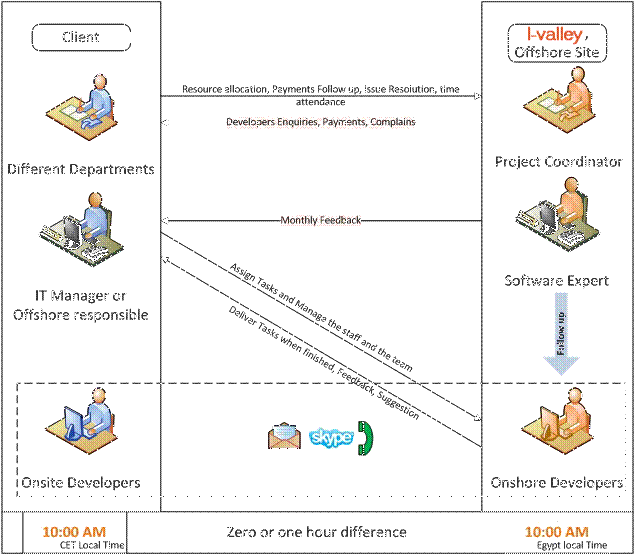 Client
I-valley,
Offshore Site
Resource allocation, Payments Follow up, Issue Resolution, time
attendance
Developers Enquiries, Payments, Complains
Different Departments
Project Coordinator
Monthly Feedback
IT Manager or
Offshore responsible
Software Expert
Assign Tasks and Manage the staff and the team
Deliver Tasks when finished, Feedback, Suggestion
Follow up
skype
Onsite Developers
Onshore Developers
10:00 AM
CET Local Time
Zero or one hour difference
10:00 AM
Egypt local Time